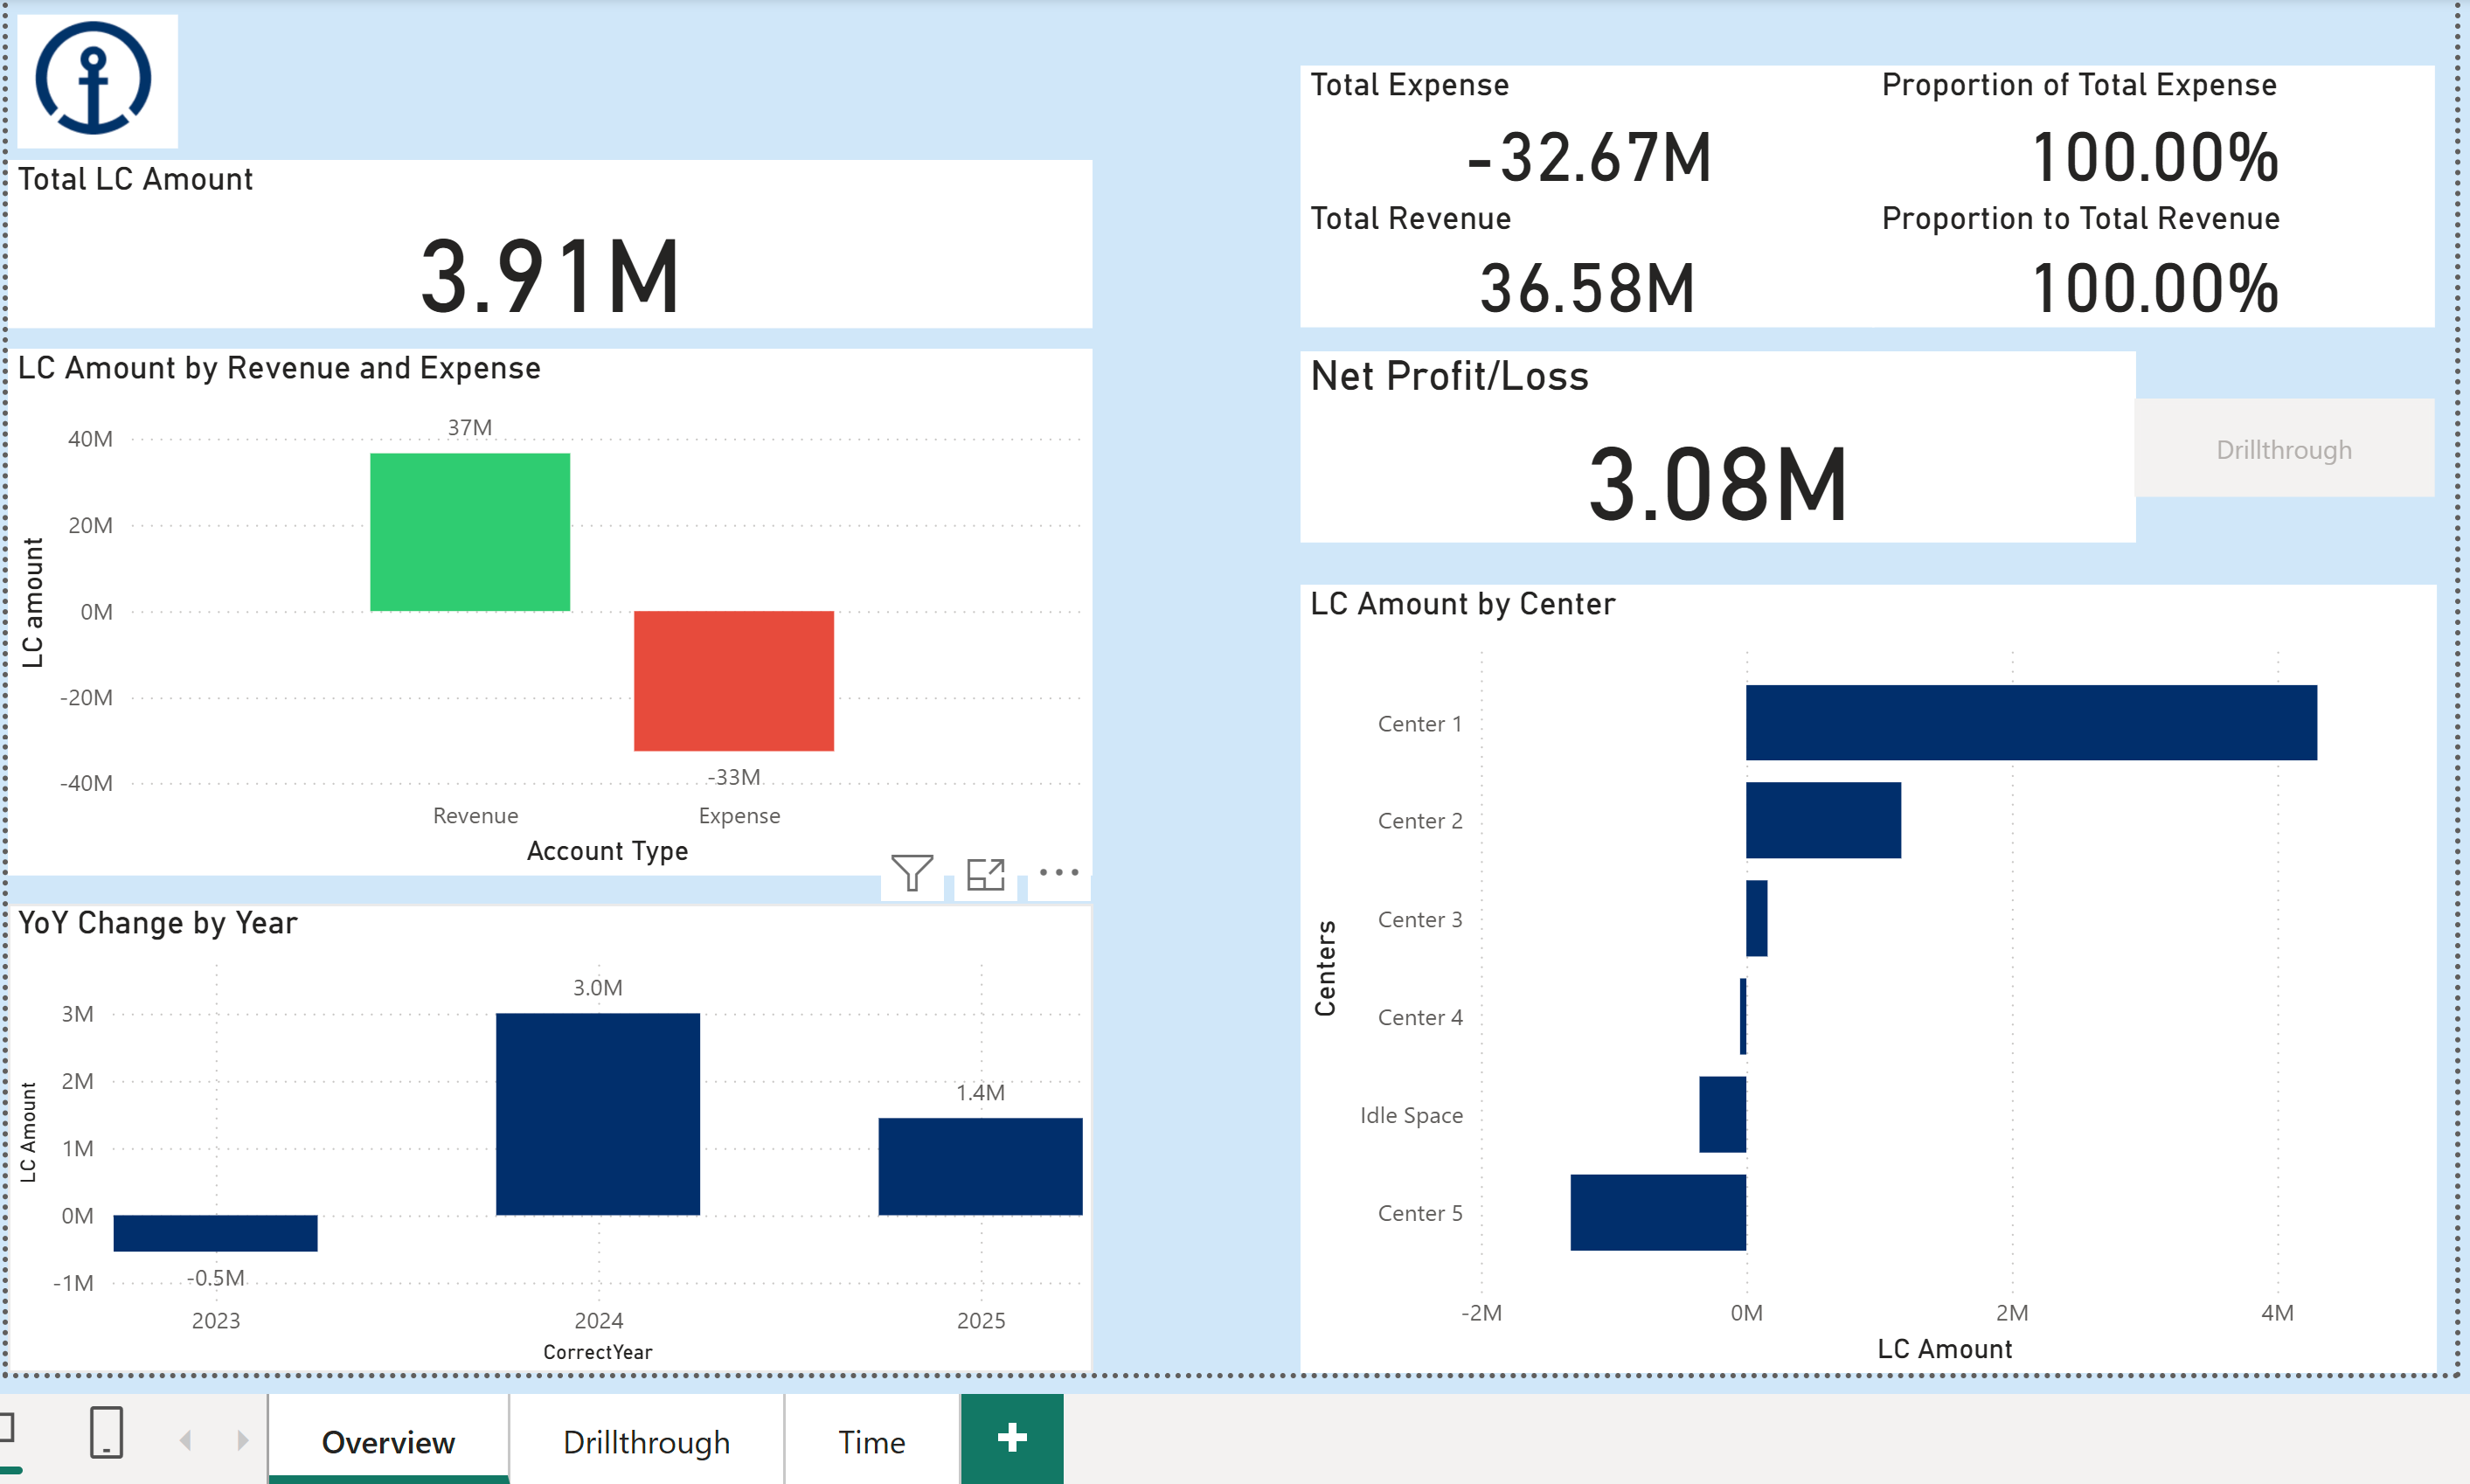 Total LC Amount
3.91M
Total Expense
-32.67M
Proportion of Total Expense
100.00%
Total Revenue
36.58M
Proportion to Total Revenue
100.00%
Net Profit/Loss
3.08M
Drillthrough
LC Amount by Revenue and Expense
LC amount
40M
20M
0M
-20M
-40M
37M
-33M
Revenue
Expense
Account Type
YoY Change by Year
LC Amount
3M
2M
1M
0M
-1M
-0.5M
3.0M
1.4M
2023
2024
2025
CorrectYear
LC Amount by Center
Centers
Center 1
Center 2
Center 3
Center 4
Idle Space
Center 5
-2M
0M
2M
4M
LC Amount
Overview
Drillthrough
Time